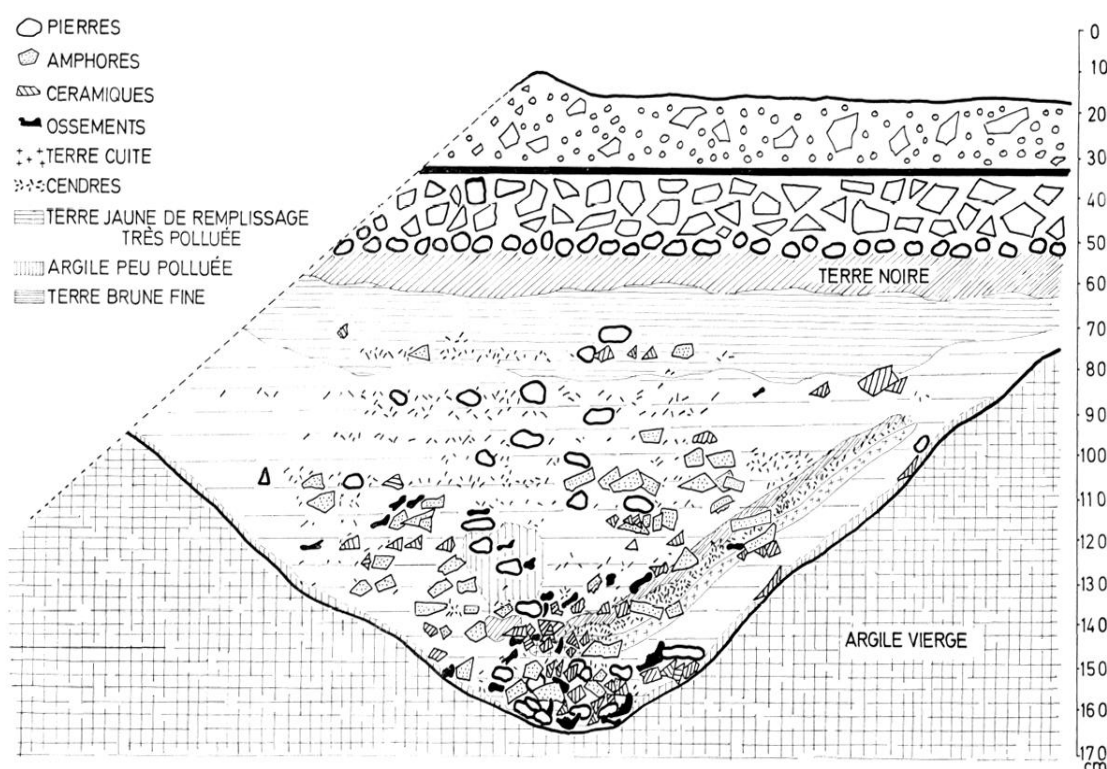 PIERRES
AMPHORES
CERAMIQUES
OSSEMENTS
TERRE CUITE
CENDRES
TERRE JAUNE DE REMPLISSAGE
TRÈS POLLUÉE
ARGILE PEU POLLUÉE
TERRE BRUNE FINE
TERRE NOIRE
ARGILE VIERGE
0
10
20
30
40
50
60
70
80
90
100
110
120
130
140
150
160
170
cm